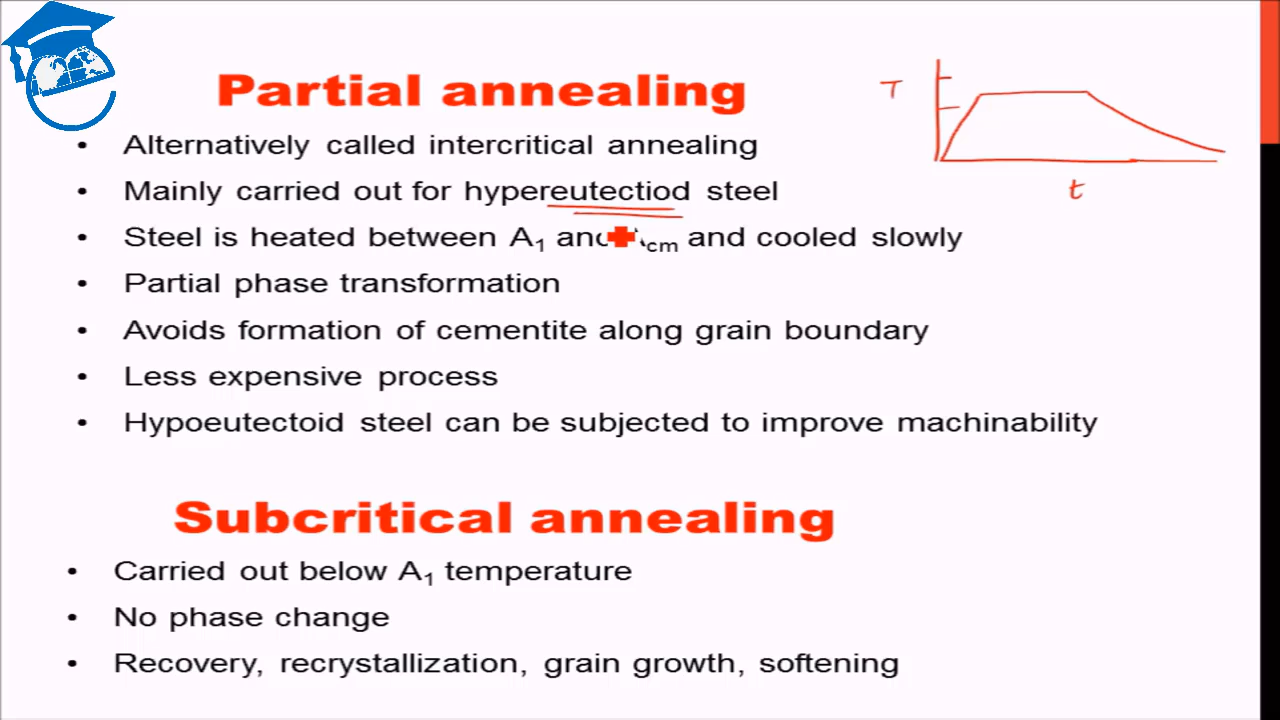 Partial annealing
T
• Alternatively called intercritical annealing
• Mainly carried out for hypereutectiod steel
t
• Steel is heated between A₁ and cm and cooled slowly
• Partial phase transformation
• Avoids formation of cementite along grain boundary
• Less expensive process
• Hypoeutectoid steel can be subjected to improve machinability
Subcritical annealing
• Carried out below A₁ temperature
• No phase change
• Recovery, recrystallization, grain growth, softening